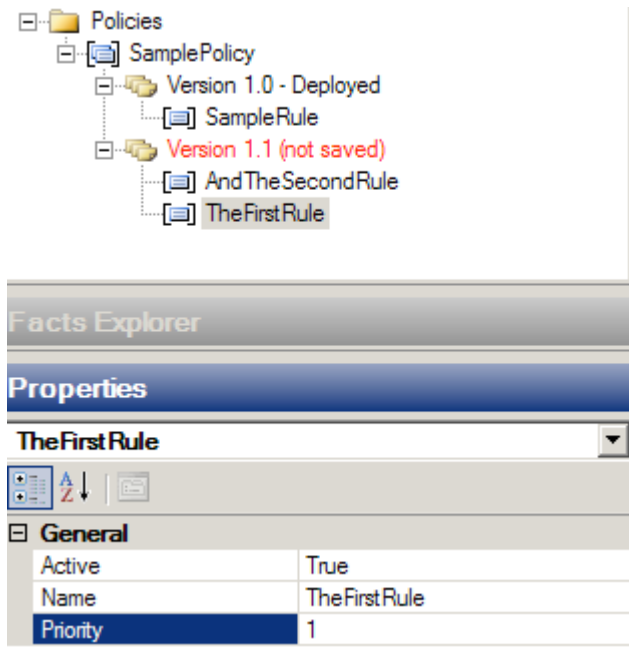 Policies
SamplePolicy
Version 1.0 - Deployed
SampleRule
Version 1.1 (not saved)
AndTheSecondRule
TheFirstRule
Facts Explorer
Properties
TheFirstRule
A
Z
General
Active True
Name TheFirstRule
Priority 1